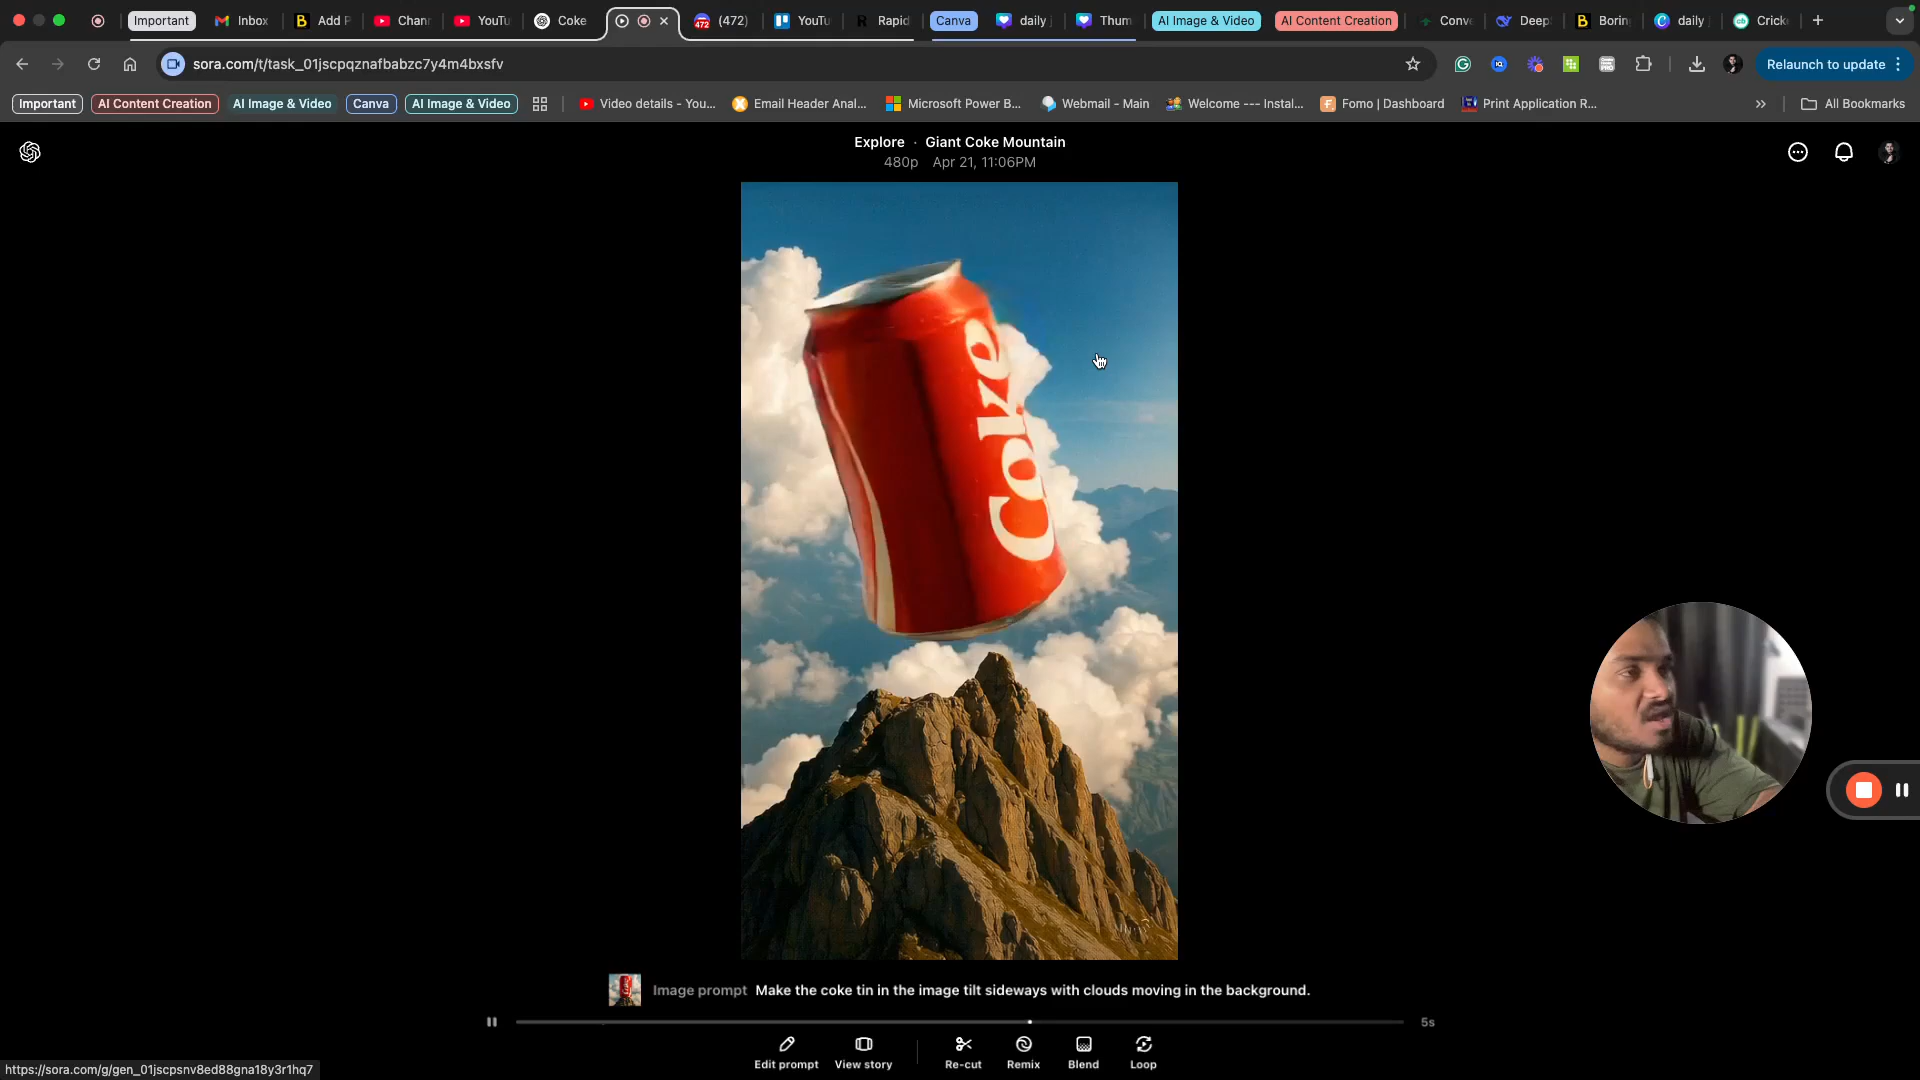 Important
Inbox
Add P
Chan
YouTu
Coke
(472)
YouTu
Rapid
Canva
daily
Thum
AI Image & Video
AI Content Creation
Conv
Deep
Borin
daily
Crick
sora.com/t/task_01jscpqznafbabzc7y4m4bxsfv
Relaunch to update
Important
AI Content Creation
AI Image & Video
Canva
AI Image & Video
Video details - You...
Email Header Anal...
Microsoft Power B...
Webmail - Main
Welcome --- Instal...
Fomo | Dashboard
Print Application R...
All Bookmarks
Explore · Giant Coke Mountain
480p Apr 21, 11:06PM
Coke
Image prompt Make the coke tin in the image tilt sideways with clouds moving in the background.
5s
Edit prompt
View story
Re-cut
Remix
Blend
Loop
https://sora.com/g/gen_01jscpsnv8ed88gna18y3r1hq7